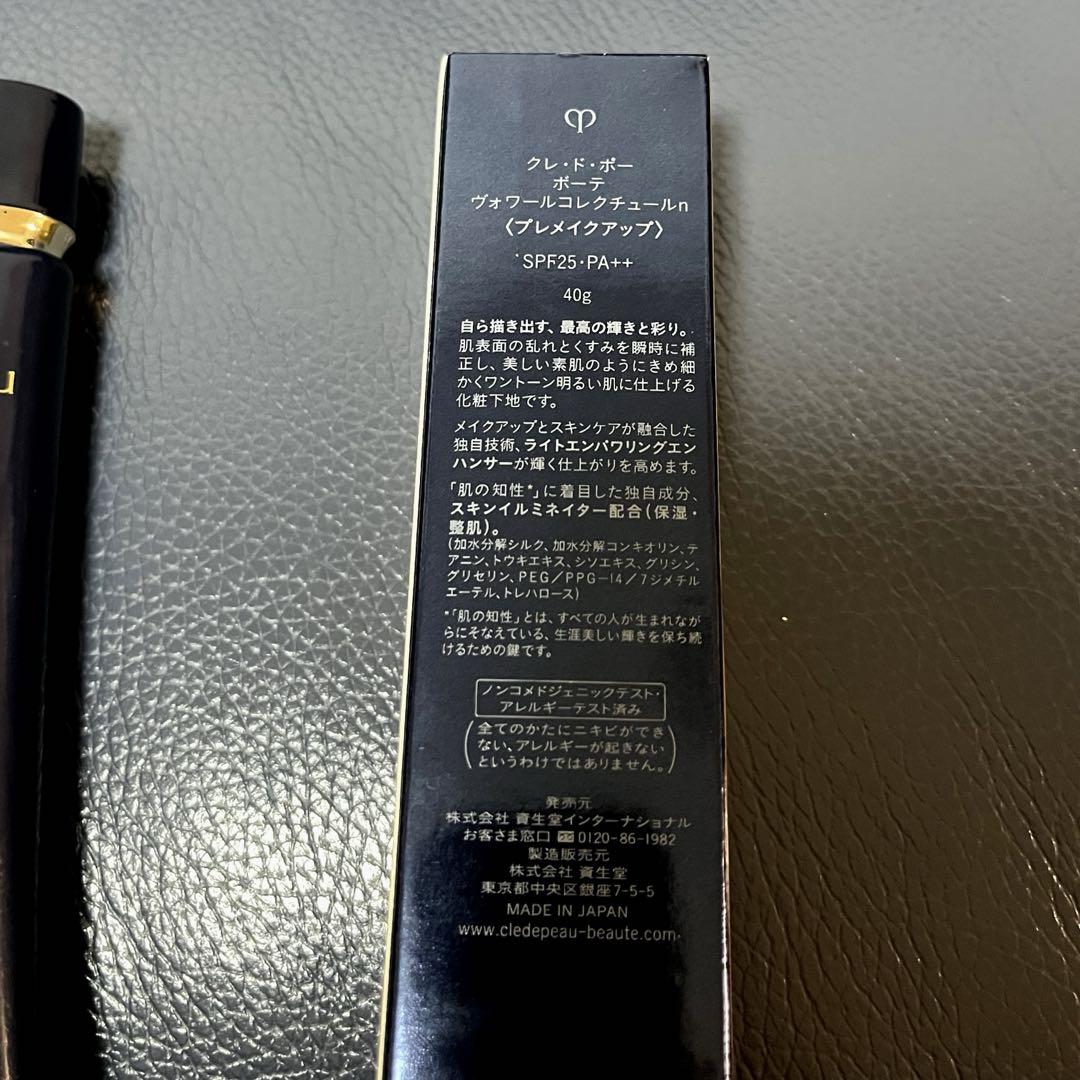 u
クレ・ド・ポー
ボーテ
ヴォワールコレクチュールn
〈プレメイクアップ〉
SPF25・PA++
40g
自ら描き出す、最高の輝きと彩り。
肌表面の乱れとくすみを瞬時に補
正し、美しい素肌のようにきめ細
かくワントーン明るい肌に仕上げる
化粧下地です。
メイクアップとスキンケアが融合した
独自技術、ライトエンパワリングエン
ハンサーが輝く仕上がりを高めます。
「肌の知性*」に着目した独自成分、
スキンイルミネイター配合(保湿・
整肌)。
(加水分解シルク、加水分解コンキオリン、テ
アニン、トウキエキス、シソエキス、グリシン、
グリセリン、PEG/PPG-14/7ジメチル
エーテル、トレハロース)
*「肌の知性」とは、すべての人が生まれなが
らにそなえている、生涯美しい輝きを保ち続
けるための鍵です。
ノンコメドジェニックテスト・
アレルギーテスト済み
(全てのかたにニキビができ
ない、アレルギーが起きない
というわけではありません。)
発売元
株式会社 資生堂インターナショナル
お客さま窓口 0120-86-1982
製造販売元
株式会社 資生堂
東京都中央区銀座7-5-5
MADE IN JAPAN
www.cledepeau-beaute.com